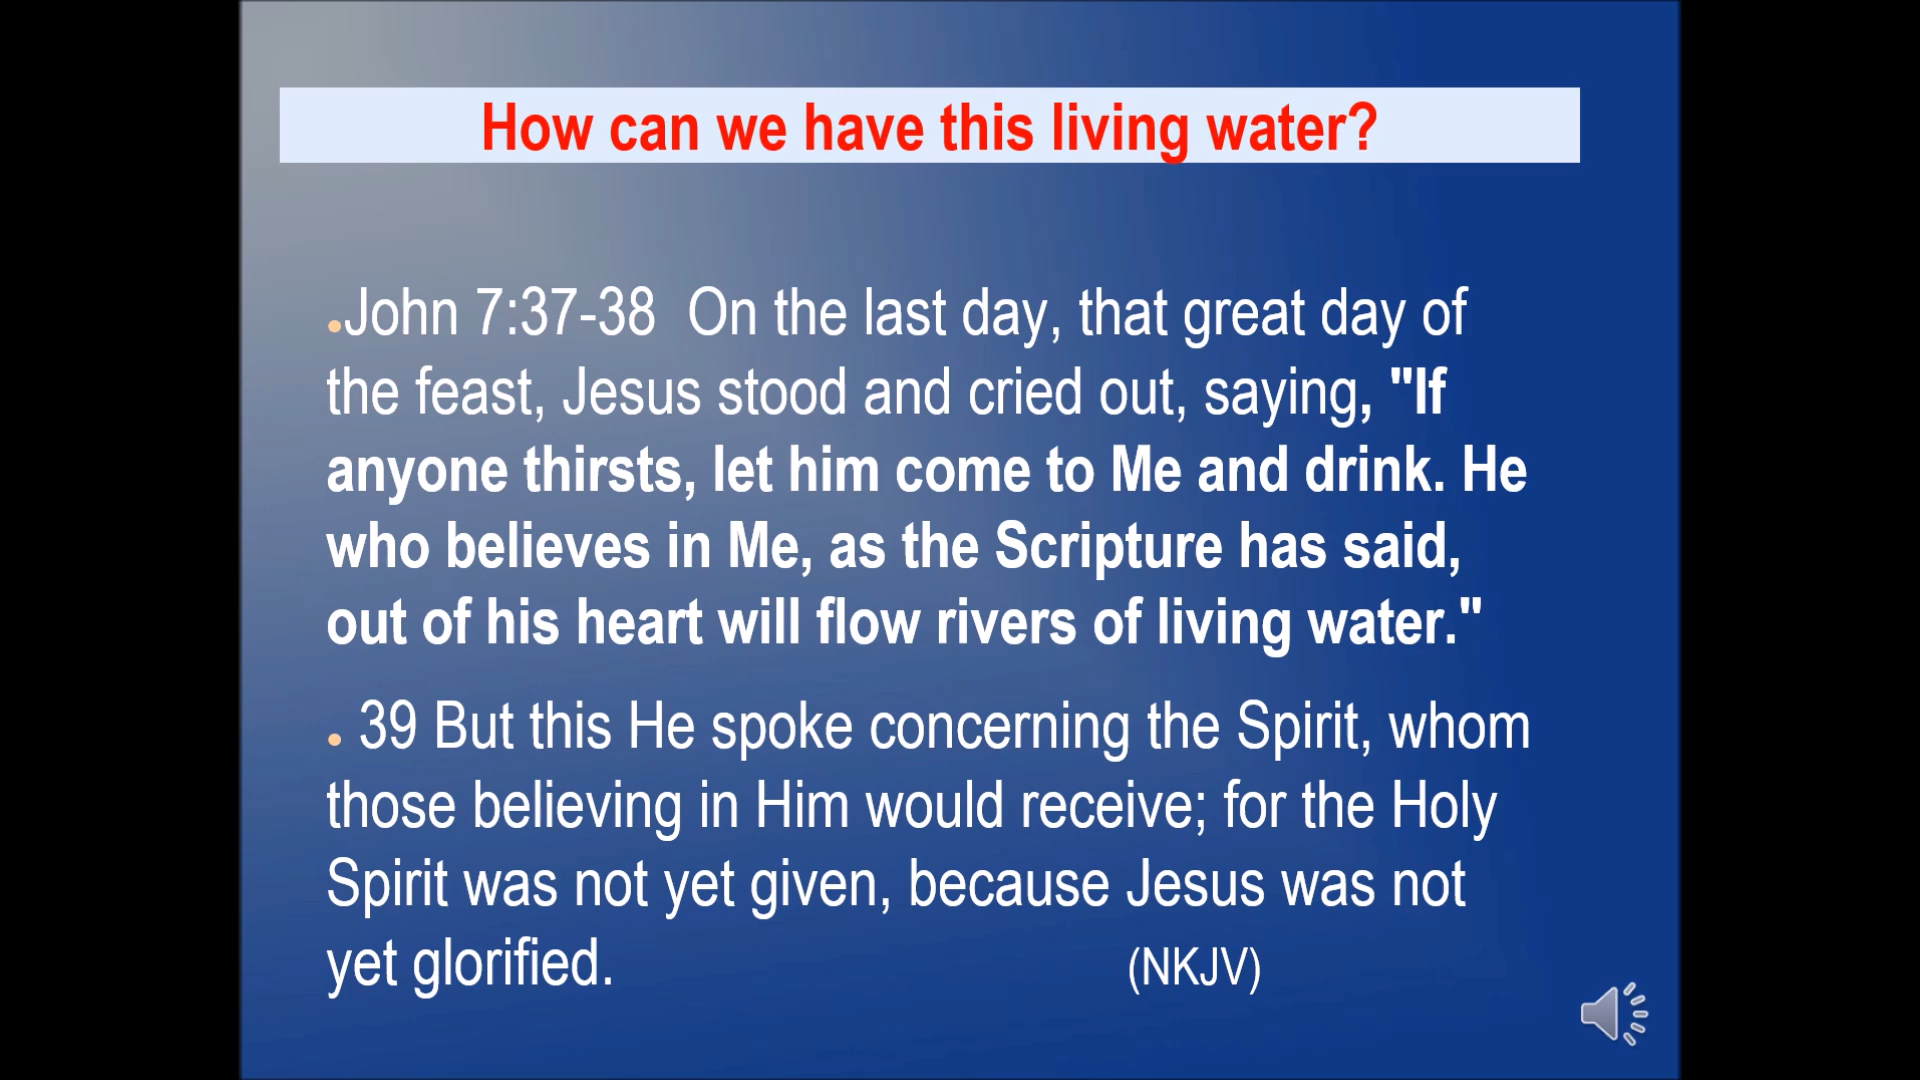 How can we have this living water?
•John 7:37-38  On the last day, that great day of
the feast, Jesus stood and cried out, saying, "If
anyone thirsts, let him come to Me and drink. He
who believes in Me, as the Scripture has said,
out of his heart will flow rivers of living water."
• 39 But this He spoke concerning the Spirit, whom
those believing in Him would receive; for the Holy
Spirit was not yet given, because Jesus was not
yet glorified. (NKJV)